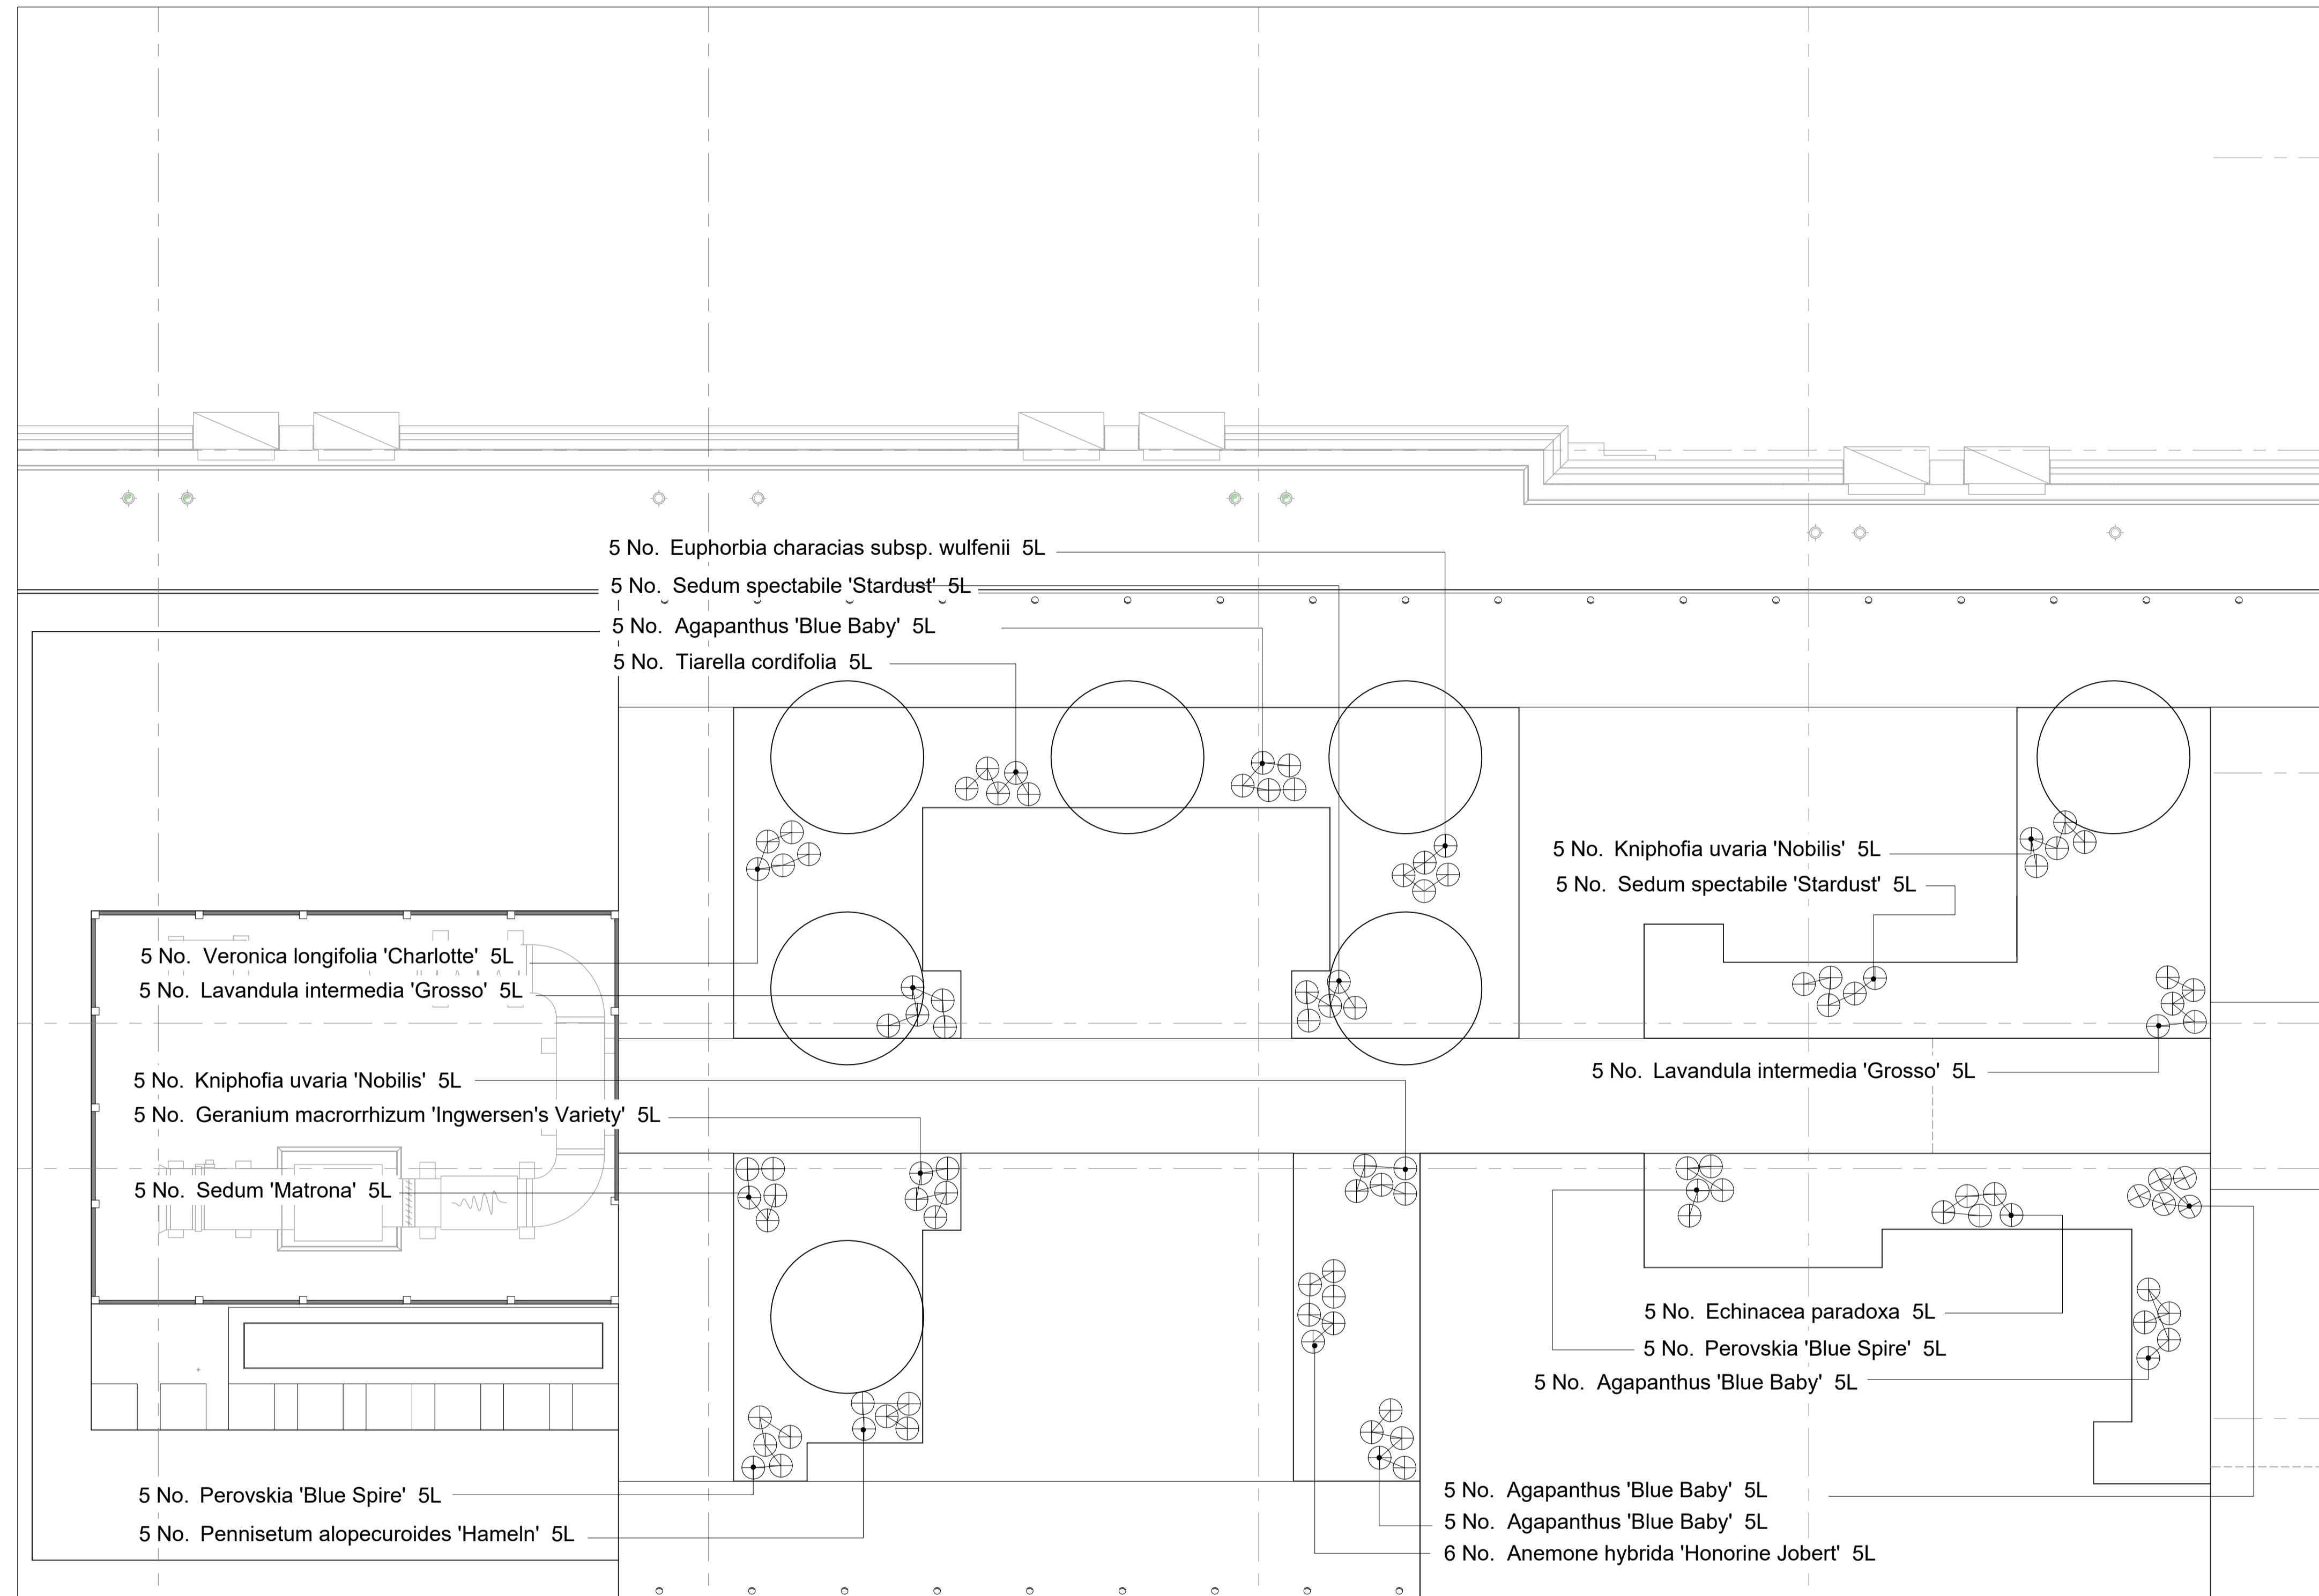 5 No. Euphorbia characias subsp. wulfenii 5L
5 No. Sedum spectabile 'Stardust' 5L
5 No. Agapanthus 'Blue Baby' 5L
5 No. Tiarella cordifolia 5L
5 No. Kniphofia uvaria 'Nobilis' 5L
5 No. Sedum spectabile 'Stardust' 5L
5 No. Veronica longifolia 'Charlotte' 5L
5 No. Lavandula intermedia 'Grosso' 5L
5 No. Lavandula intermedia 'Grosso' 5L
5 No. Kniphofia uvaria 'Nobilis' 5L
5 No. Geranium macrorrhizum 'Ingwersen's Variety' 5L
5 No. Sedum 'Matrona' 5L
5 No. Echinacea paradoxa 5L
5 No. Perovskia 'Blue Spire' 5L
5 No. Agapanthus 'Blue Baby' 5L
5 No. Perovskia 'Blue Spire' 5L
5 No. Pennisetum alopecuroides 'Hameln' 5L
5 No. Agapanthus 'Blue Baby' 5L
5 No. Agapanthus 'Blue Baby' 5L
6 No. Anemone hybrida 'Honorine Jobert' 5L